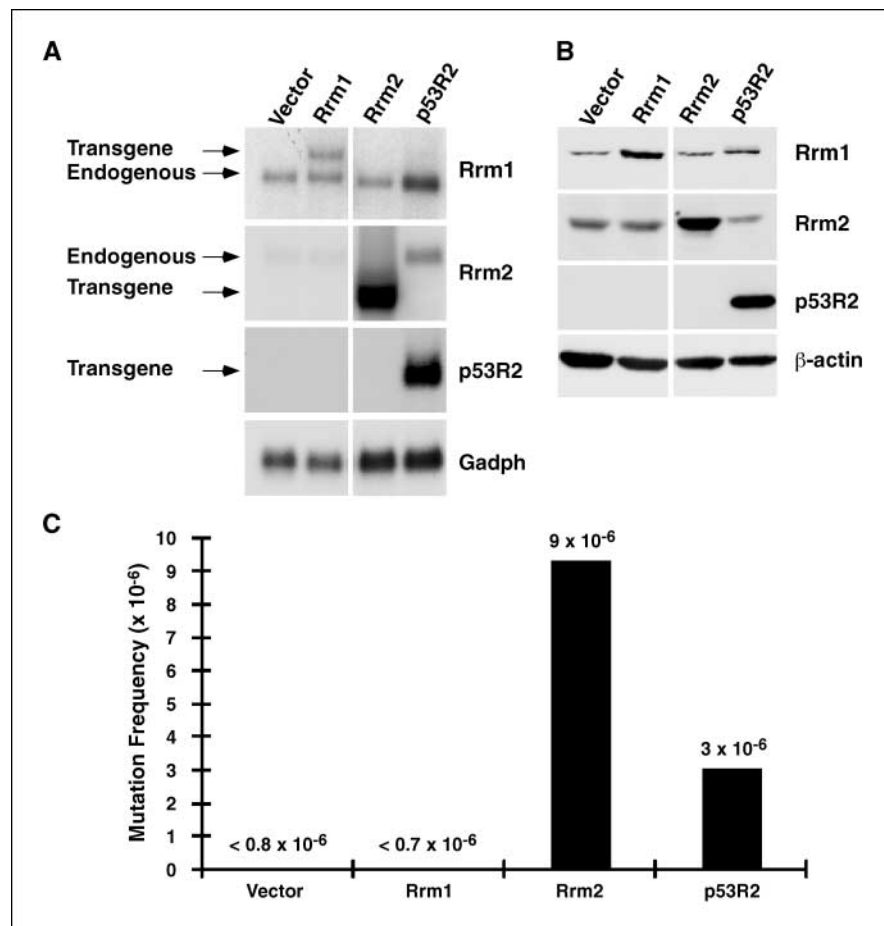 A
Vector
Rrm1
Rrm2
p53R2
Transgene
Endogenous
Rrm1
Endogenous
Transgene
Rrm2
Transgene
p53R2
Gadph
B
Vector
Rrm1
Rrm2
p53R2
Rrm1
Rrm2
p53R2
β-actin
C
Mutation Frequency (x 10⁻⁶)
10
9
8
7
6
5
4
3
2
1
0
< 0.8 x 10⁻⁶
< 0.7 x 10⁻⁶
9 x 10⁻⁶
3 x 10⁻⁶
Vector
Rrm1
Rrm2
p53R2